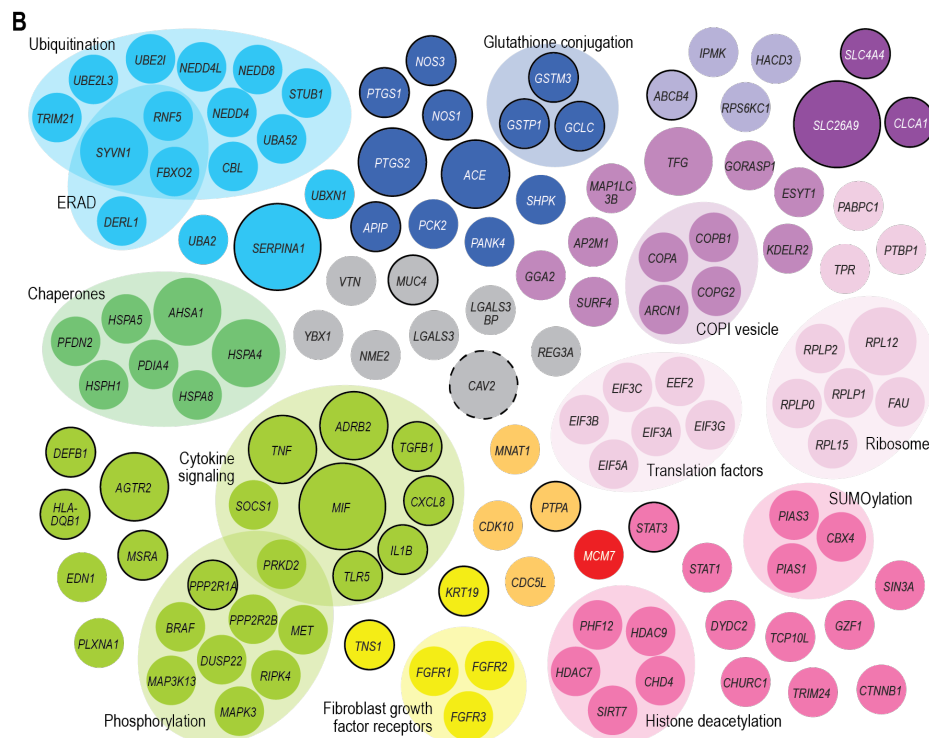 B
Ubiquitination
UBE2I
NEDD4L
NEDD8
UBE2L3
STUB1
TRIM21
RNF5
NEDD4
UBA52
SYVN1
FBXO2
CBL
ERAD
DERL1
UBA2
UBXN1
SERPINA1
NOS3
PTGS1
NOS1
PTGS2
ACE
APIP
PCK2
PANK4
SHPK
Glutathione conjugation
GSTM3
GSTP1
GCLC
IPMK
HACD3
ABCB4
RPS6KC1
SLC4A4
SLC26A9
CLCA1
TFG
GORASP1
MAP1LC
3B
ESYT1
AP2M1
GGA2
SURF4
KDELR2
COPB1
COPA
COPG2
ARCN1
COPI vesicle
PABPC1
PTBP1
TPR
VTN
MUC4
YBX1
NME2
LGALS3
LGALS3
BP
REG3A
CAV2
Chaperones
AHSA1
HSPA5
PFDN2
HSPA4
PDIA4
HSPH1
HSPA8
RPLP2
RPL12
RPLP0
RPLP1
FAU
RPL15
Ribosome
EIF3C
EEF2
EIF3B
EIF3A
EIF3G
EIF5A
Translation factors
Cytokine
signaling
ADRB2
TNF
TGFB1
SOCS1
MIF
CXCL8
IL1B
TLR5
PRKD2
DEFB1
AGTR2
HLA-
DQB1
MSRA
EDN1
PLXNA1
PPP2R1A
BRAF
PPP2R2B
MET
DUSP22
MAP3K13
RIPK4
MAPK3
Phosphorylation
MNAT1
PTPA
CDK10
CDC5L
MCM7
KRT19
TNS1
FGFR1
FGFR2
FGFR3
Fibroblast growth
factor receptors
SUMOylation
PIAS3
CBX4
PIAS1
STAT3
STAT1
SIN3A
DYDC2
TCP10L
GZF1
CHURC1
TRIM24
CTNNB1
PHF12
HDAC9
HDAC7
CHD4
SIRT7
Histone deacetylation